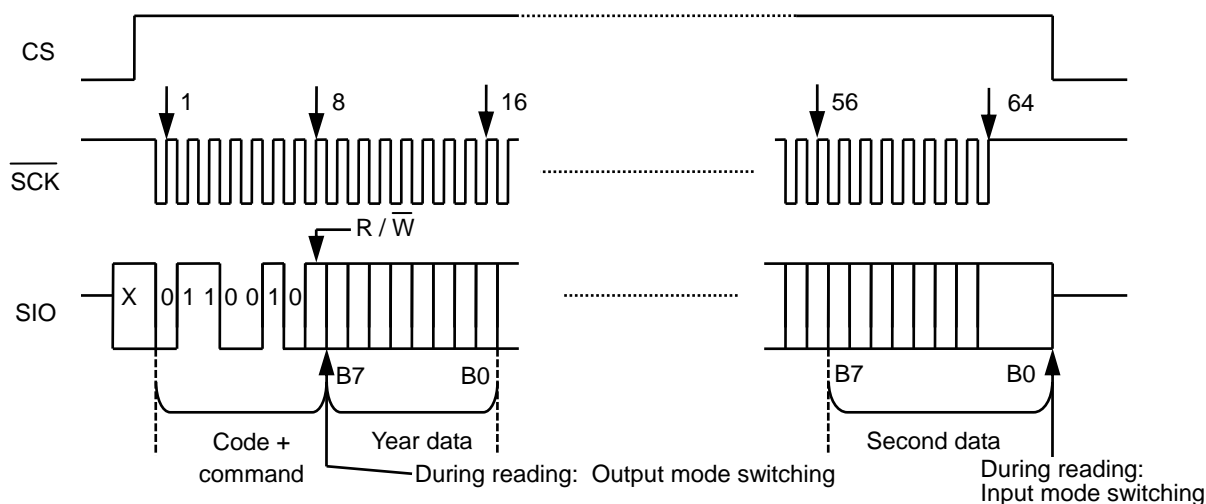 CS
1 8 16 56 64
SCK
R / W
X 0 1 1 0 0 1 0
SIO
B7 B0 B7 B0
Code +
command
Year data
Second data
During reading: Output mode switching
During reading:
Input mode switching